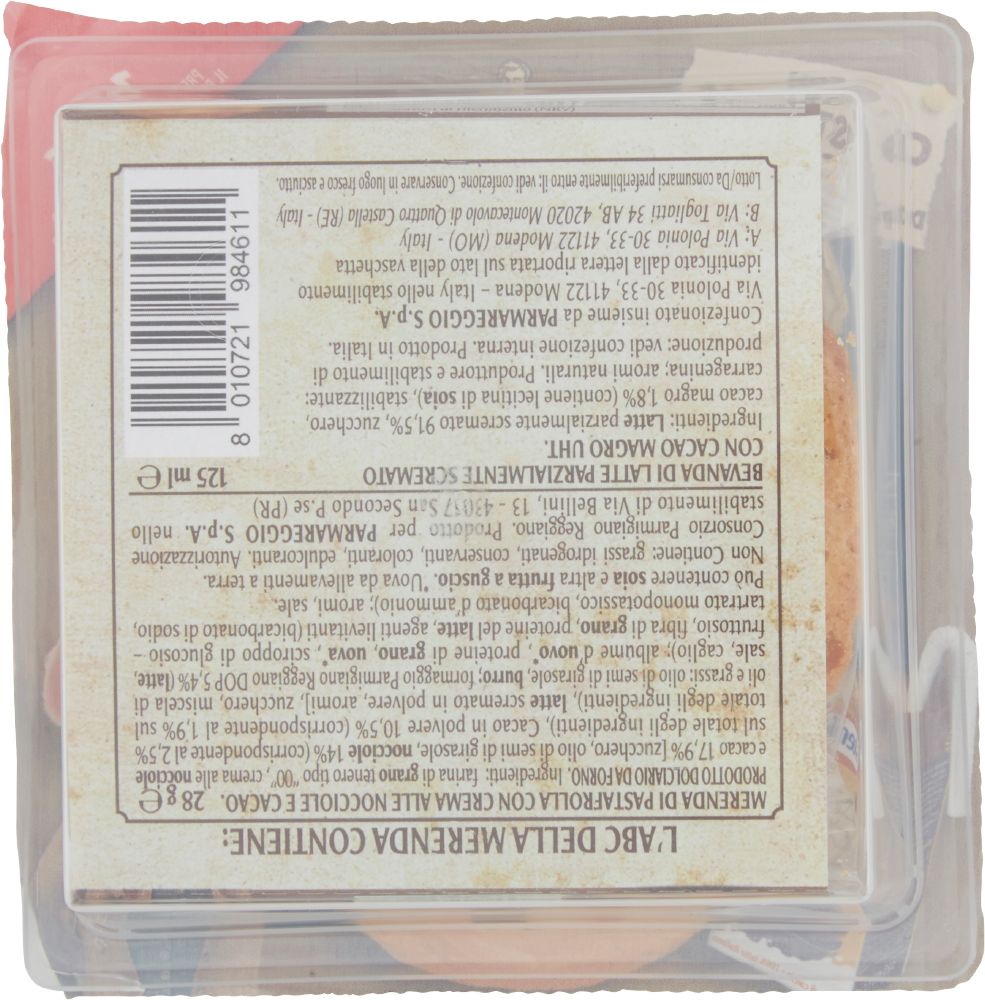 L'ABC DELLA MERENDA CONTIENE:
MERENDA DI PASTAFROLLA CON CREMA ALLE NOCCIOLE E CACAO. 28 g ℮
PRODOTTO DOLCIARIO DA FORNO. Ingredienti: farina di grano tenero tipo "00", crema alle nocciole
e cacao 17,9% [zucchero, olio di semi di girasole, nocciole 14% (corrispondente al 2,5%
sul totale degli ingredienti), Cacao in polvere 10,5% (corrispondente al 1,9% sul
totale degli ingredienti), latte scremato in polvere, aromi], zucchero, miscela di
oli e grassi: olio di semi di girasole, burro; formaggio Parmigiano Reggiano DOP 5,4% (latte,
sale, caglio); albume d'uovo*, proteine di grano, uova*, sciroppo di glucosio –
fruttosio, fibra di grano, proteine del latte, agenti lievitanti (bicarbonato di sodio,
tartrato monopotassico, bicarbonato d'ammonio); aromi, sale.
Può contenere soia e altra frutta a guscio. *Uova da allevamenti a terra.
Non Contiene: grassi idrogenati, conservanti, coloranti, edulcoranti. Autorizzazione
Consorzio Parmigiano Reggiano. Prodotto per PARMAREGGIO S.p.A. nello
stabilimento di Via Bellini, 13 - 43017 San Secondo P.se (PR)
BEVANDA DI LATTE PARZIALMENTE SCREMATO 125 ml ℮
CON CACAO MAGRO UHT.
Ingredienti: Latte parzialmente scremato 91,5%, zucchero,
cacao magro 1,8% (contiene lecitina di soia), stabilizzante:
carragenina; aromi naturali. Produttore e stabilimento di
produzione: vedi confezione interna. Prodotto in Italia.
Confezionato da insieme da PARMAREGGIO S.p.A.
Via Polonia 30-33, 41122 Modena – Italy nello stabilimento
identificato dalla lettera riportata sul lato della vaschetta
A: Via Polonia 30-33, 41122 Modena (MO) - Italy
B: Via Togliatti 34 AB, 42020 Montecavolo di Quattro Castella (RE) - Italy
Lotto/Da consumarsi preferibilmente entro il: vedi confezione. Conservare in luogo fresco e asciutto.
8 010721 984611